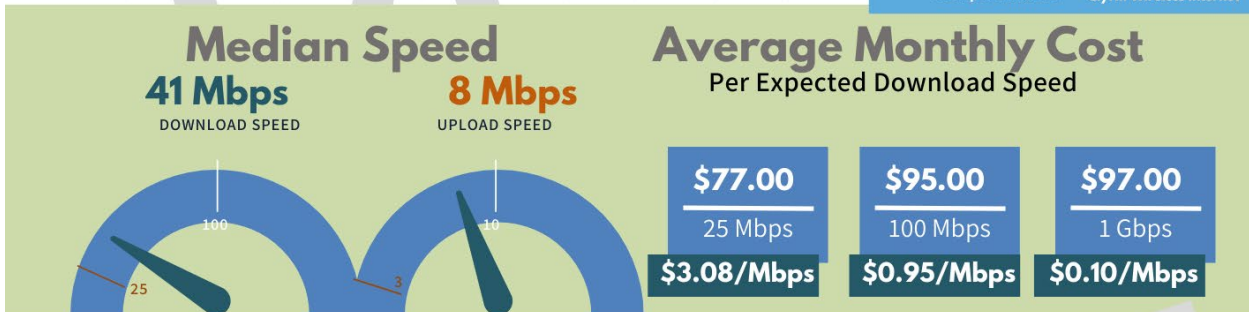 Median Speed
41 Mbps
DOWNLOAD SPEED
8 Mbps
UPLOAD SPEED
100
25
10
3
Average Monthly Cost
Per Expected Download Speed
$77.00
25 Mbps
$3.08/Mbps
$95.00
100 Mbps
$0.95/Mbps
$97.00
1 Gbps
$0.10/Mbps